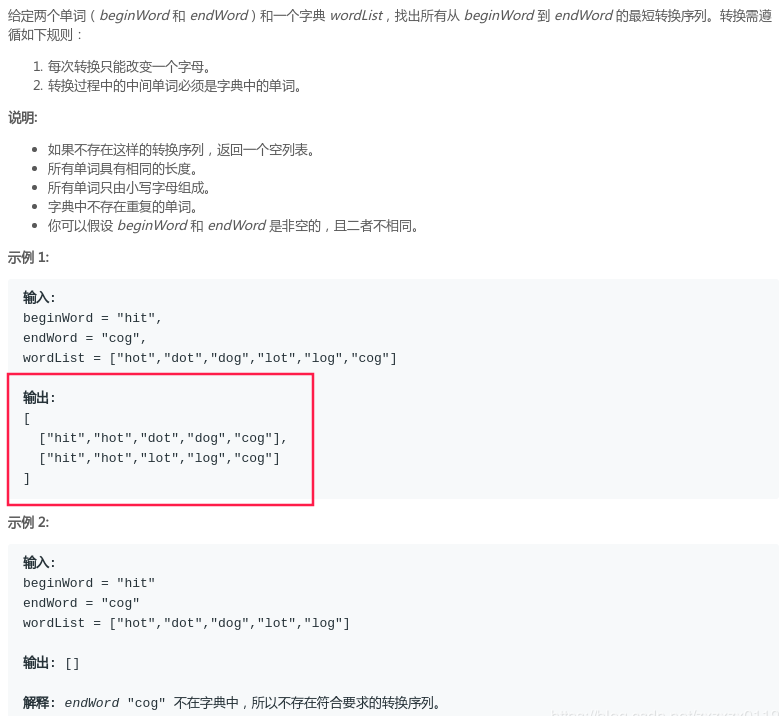 给定两个单词（beginWord 和 endWord）和一个字典 wordList，找出所有从 beginWord 到 endWord 的最短转换序列。转换需遵
循如下规则：
1. 每次转换只能改变一个字母。
2. 转换过程中的中间单词必须是字典中的单词。
说明:
• 如果不存在这样的转换序列，返回一个空列表。
• 所有单词具有相同的长度。
• 所有单词只由小写字母组成。
• 字典中不存在重复的单词。
• 你可以假设 beginWord 和 endWord 是非空的，且二者不相同。
示例 1:
输入:
beginWord = "hit",
endWord = "cog",
wordList = ["hot","dot","dog","lot","log","cog"]
输出:
[
["hit","hot","dot","dog","cog"],
["hit","hot","lot","log","cog"]
]
示例 2:
输入:
beginWord = "hit"
endWord = "cog"
wordList = ["hot","dot","dog","lot","log"]
输出: []
解释: endWord "cog" 不在字典中，所以不存在符合要求的转换序列。